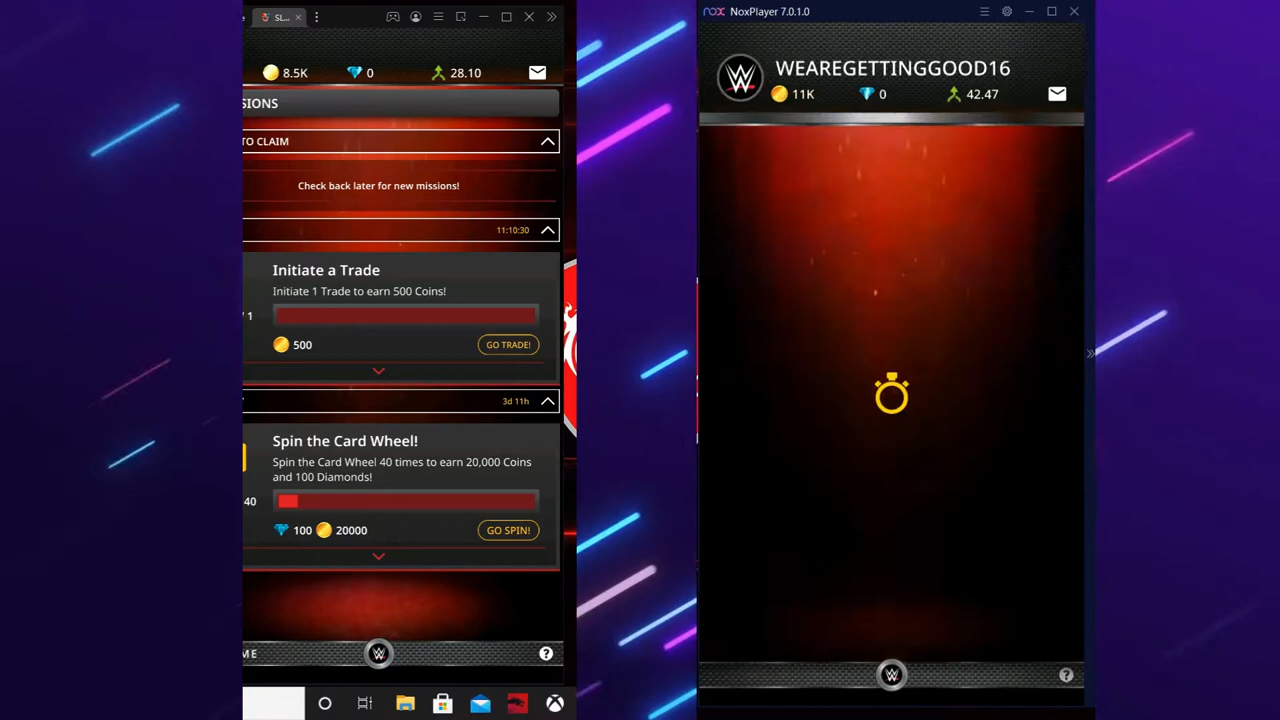 SL...
8.5K 0 28.10
SIONS
TO CLAIM
Check back later for new missions!
11:10:30
Initiate a Trade
Initiate 1 Trade to earn 500 Coins!
/ 1
500 GO TRADE!
3d 11h
Spin the Card Wheel!
Spin the Card Wheel 40 times to earn 20,000 Coins
and 100 Diamonds!
40
100 20000 GO SPIN!
ME W ?
nox NoxPlayer 7.0.1.0
W WEAREGETTINGGOOD16
11K 0 42.47
W ?